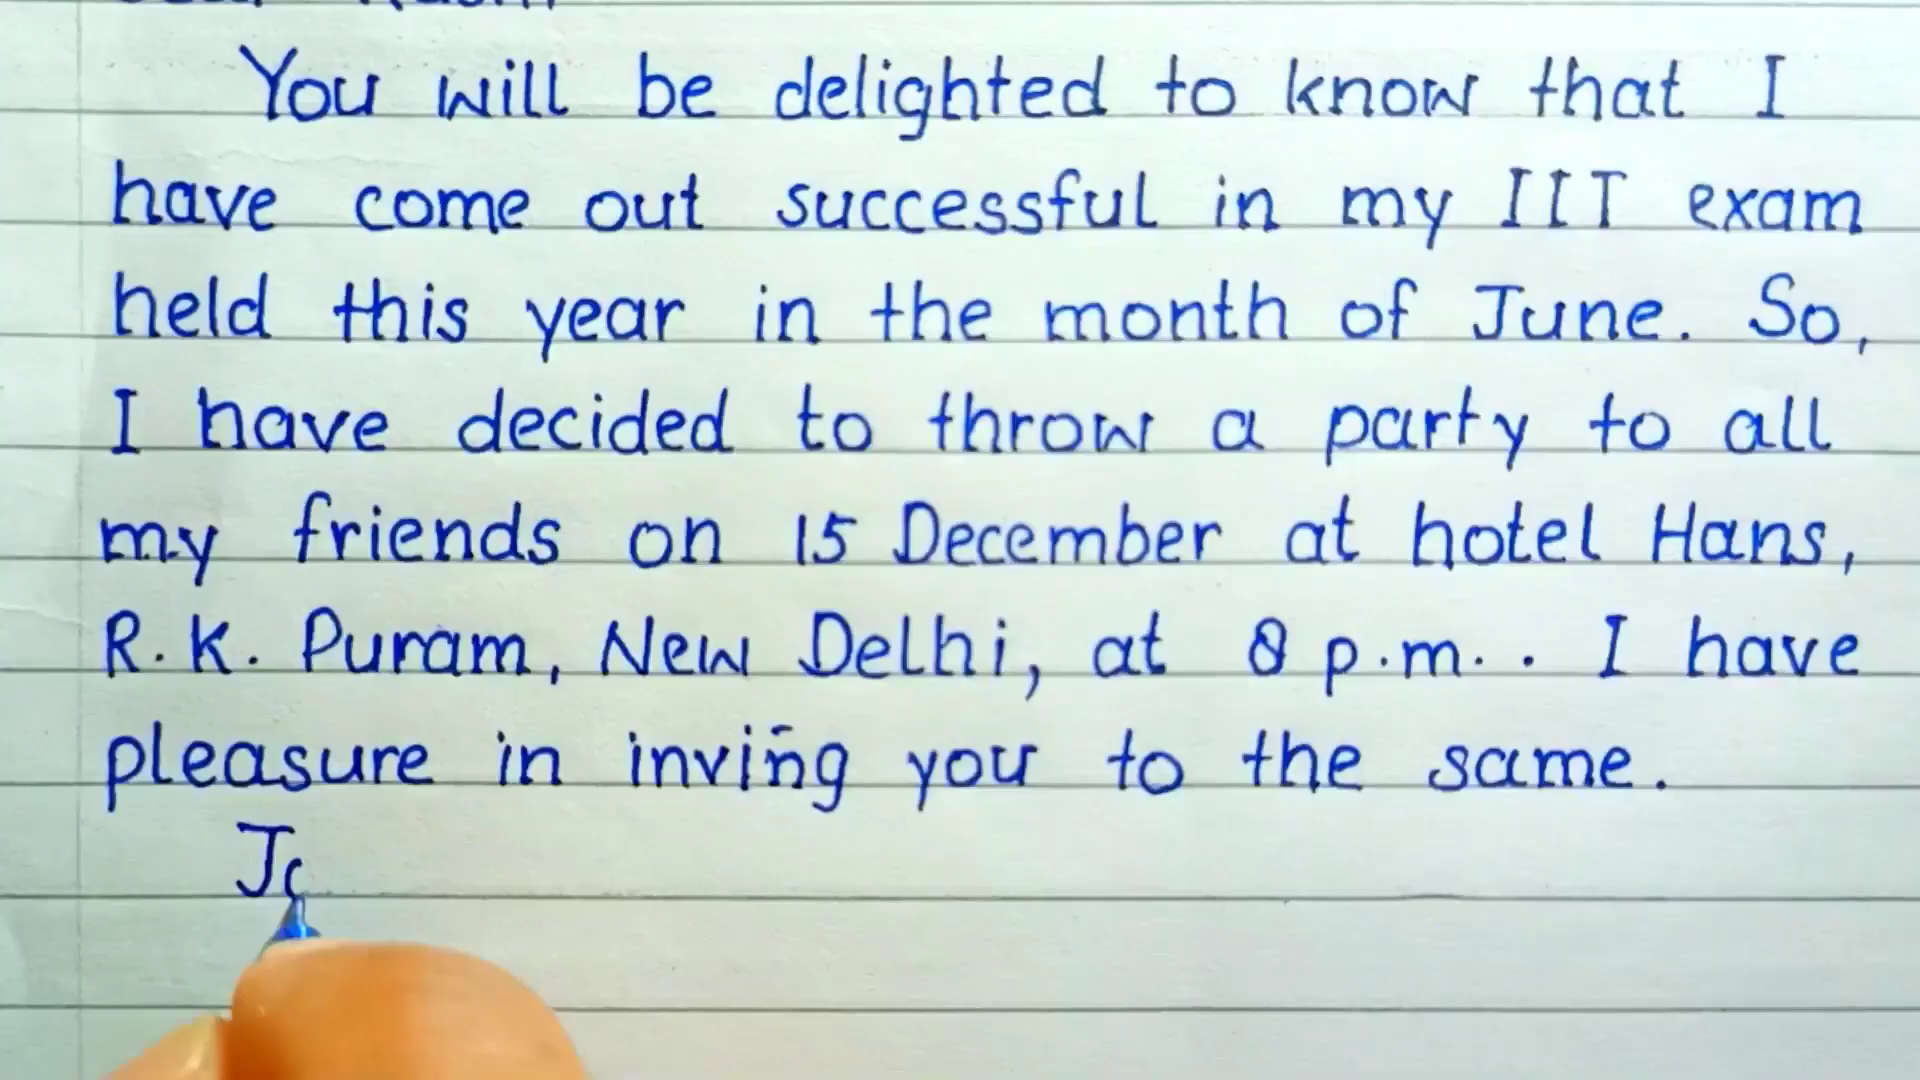 You will be delighted to know that I
have come out successful in my IIT exam
held this year in the month of June. So,
I have decided to throw a party to all
my friends on 15 December at hotel Hans,
R.K. Puram, New Delhi, at 8 p.m.. I have
pleasure in inving you to the same.